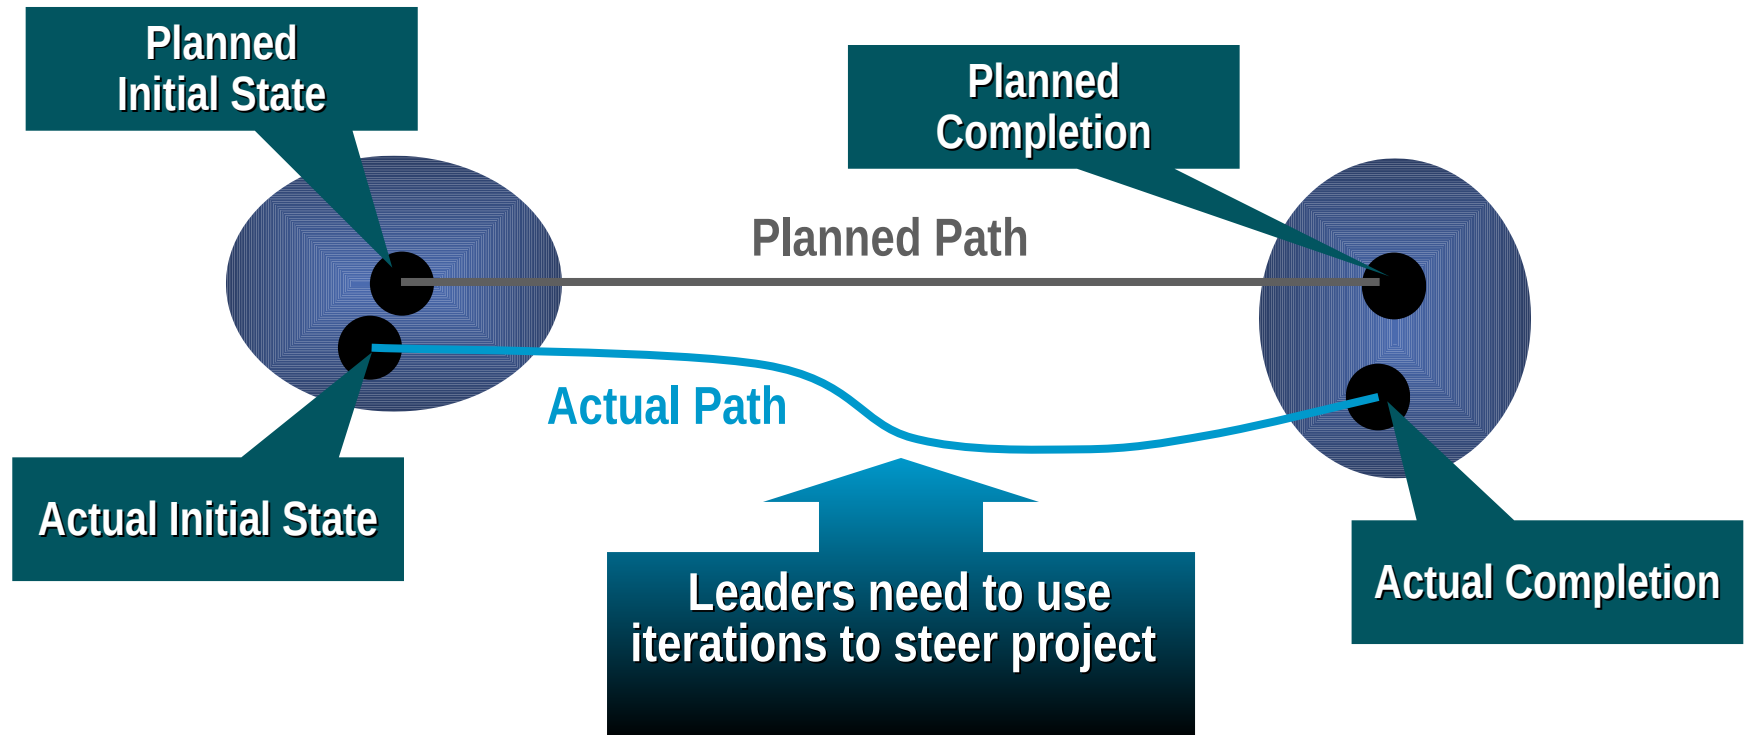 Planned
Initial State
Planned
Completion
Planned Path
Actual Path
Actual Initial State
Leaders need to use
iterations to steer project
Actual Completion